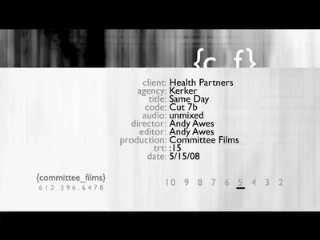 {c_f}
client: Health Partners
agency: Kerker
title: Same Day
code: Cut 7b
audio: unmixed
director: Andy Awes
editor: Andy Awes
production: Committee Films
trt: :15
date: 5/15/08
{committee_films}
612.396.6478
10 9 8 7 6 5 4 3 2